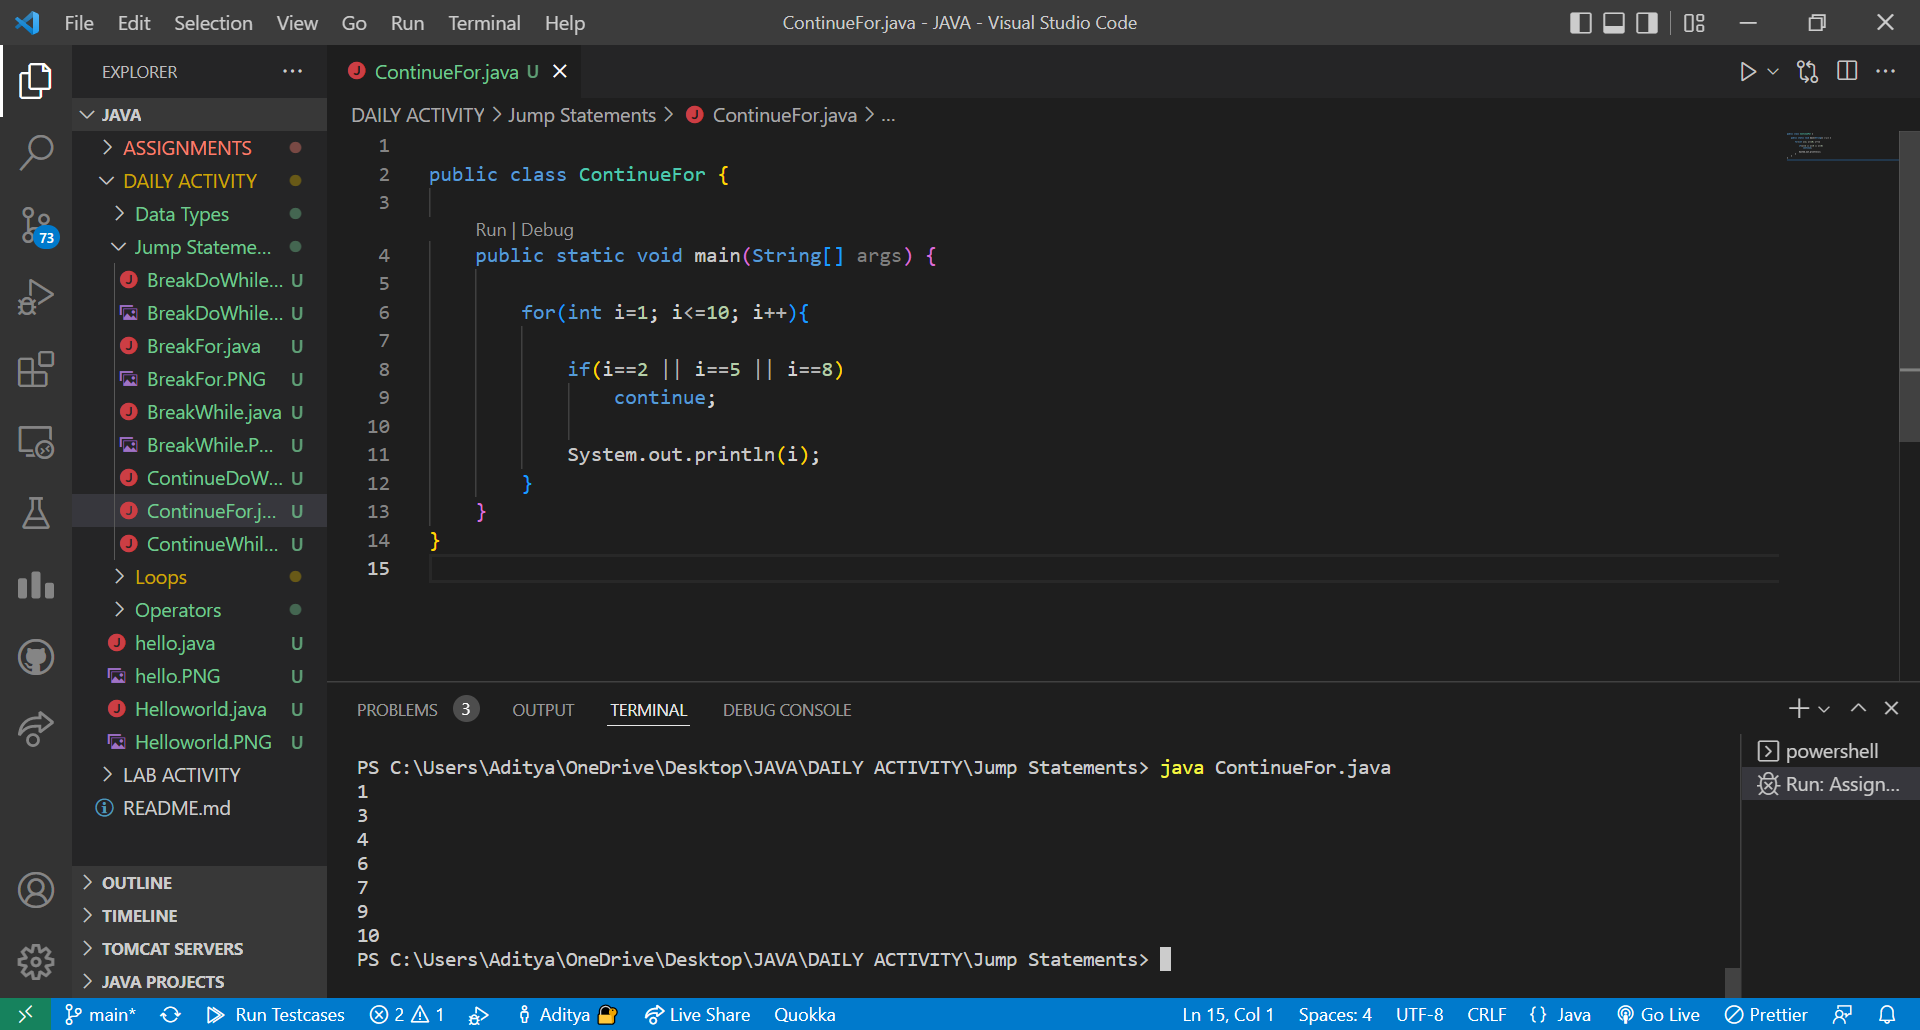 File Edit Selection View Go Run Terminal Help
ContinueFor.java - JAVA - Visual Studio Code
EXPLORER
JAVA
ASSIGNMENTS
DAILY ACTIVITY
Data Types
Jump Stateme...
BreakDoWhile... U
BreakDoWhile... U
BreakFor.java U
BreakFor.PNG U
BreakWhile.java U
BreakWhile.P... U
ContinueDoW... U
ContinueFor.j... U
ContinueWhil... U
Loops
Operators
hello.java U
hello.PNG U
Helloworld.java U
Helloworld.PNG U
LAB ACTIVITY
README.md
OUTLINE
TIMELINE
TOMCAT SERVERS
JAVA PROJECTS
73
ContinueFor.java U
DAILY ACTIVITY > Jump Statements > ContinueFor.java > ...
1
2 public class ContinueFor {
3
Run | Debug
4 public static void main(String[] args) {
5
6 for(int i=1; i<=10; i++){
7
8 if(i==2 || i==5 || i==8)
9 continue;
10
11 System.out.println(i);
12 }
13 }
14 }
15
PROBLEMS 3 OUTPUT TERMINAL DEBUG CONSOLE
PS C:\Users\Aditya\OneDrive\Desktop\JAVA\DAILY ACTIVITY\Jump Statements> java ContinueFor.java
1
3
4
6
7
9
10
PS C:\Users\Aditya\OneDrive\Desktop\JAVA\DAILY ACTIVITY\Jump Statements>
powershell
Run: Assign...
main* Run Testcases 2 1 Aditya Live Share Quokka Ln 15, Col 1 Spaces: 4 UTF-8 CRLF {} Java Go Live Prettier